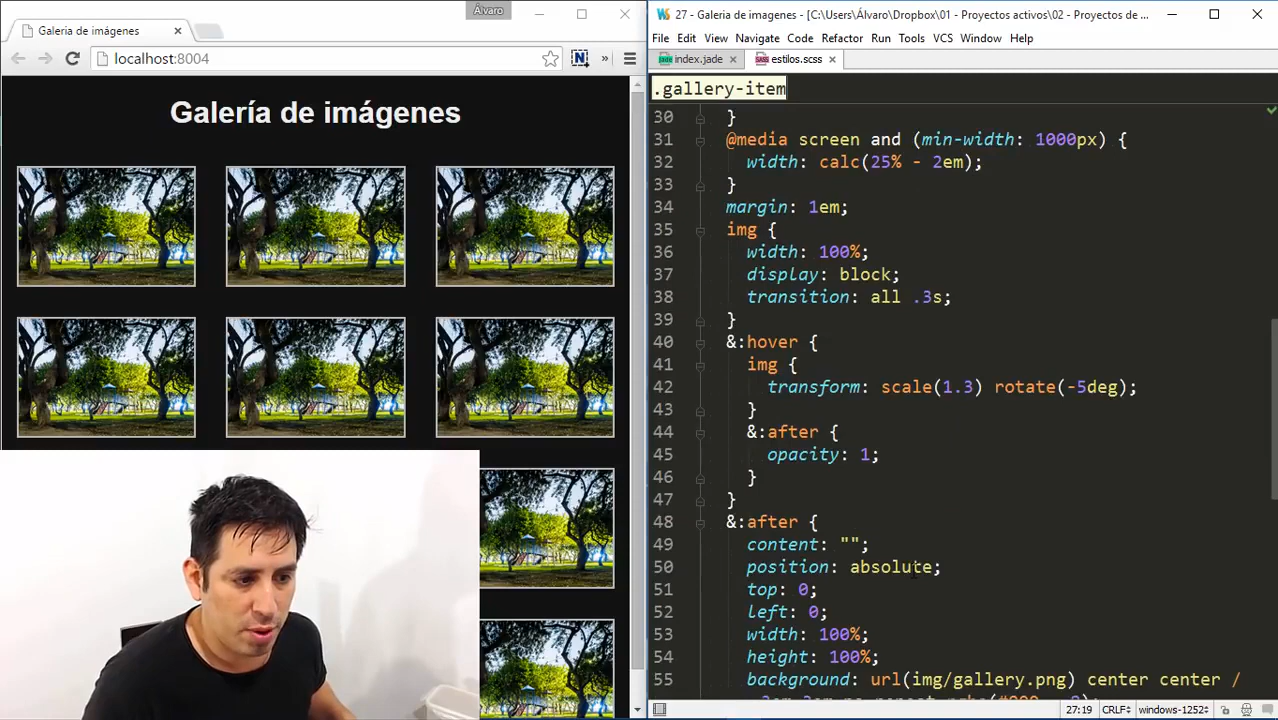 Álvaro
Galeria de imagenes
localhost:8004
N
»
Galería de imágenes
27 - Galeria de imagenes - [C:\Users\Álvaro\Dropbox\01 - Proyectos activos\02 - Proyectos de ...
File Edit View Navigate Code Refactor Run Tools VCS Window Help
index.jade
estilos.scss
.gallery-item
30 }
31 @media screen and (min-width: 1000px) {
32 width: calc(25% - 2em);
33 }
34 margin: 1em;
35 img {
36 width: 100%;
37 display: block;
38 transition: all .3s;
39 }
40 &:hover {
41 img {
42 transform: scale(1.3) rotate(-5deg);
43 }
44 &:after {
45 opacity: 1;
46 }
47 }
48 &:after {
49 content: "";
50 position: absolute;
51 top: 0;
52 left: 0;
53 width: 100%;
54 height: 100%;
55 background: url(img/gallery.png) center center /
27:19 CRLF÷ windows-1252÷